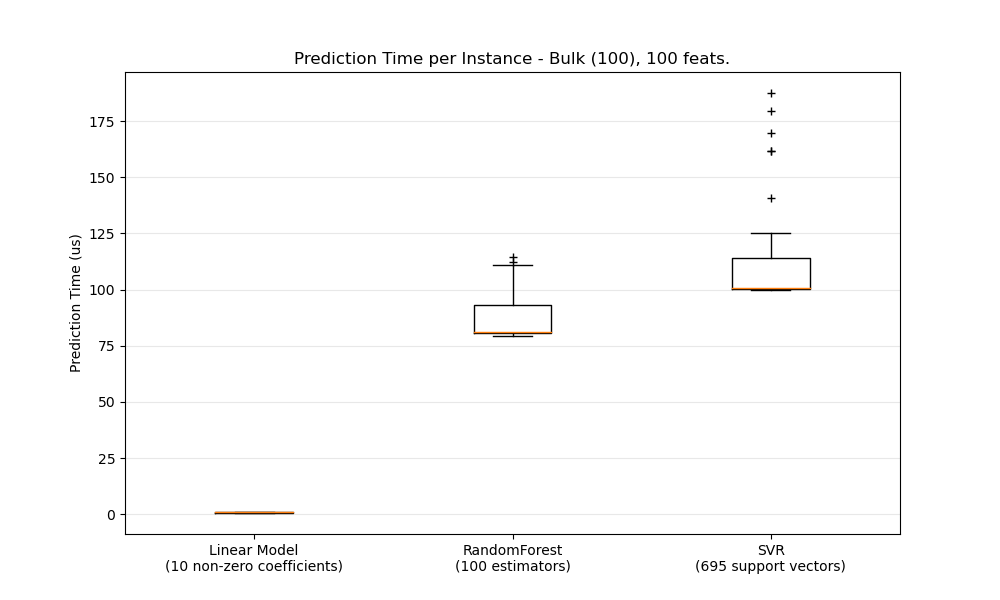 Prediction Time per Instance - Bulk (100), 100 feats.
Prediction Time (us)
175
150
125
100
75
50
25
0
Linear Model
(10 non-zero coefficients)
RandomForest
(100 estimators)
SVR
(695 support vectors)